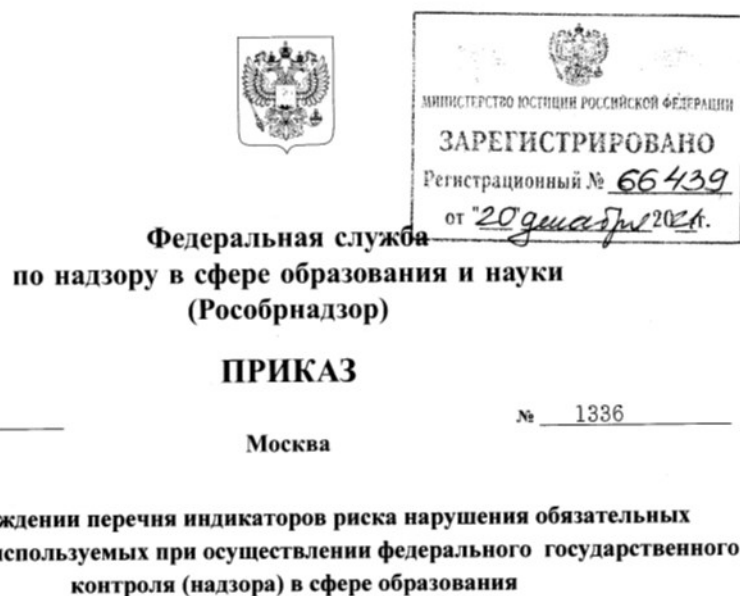 МИНИСТЕРСТВО ЮСТИЦИИ РОССИЙСКОЙ ФЕДЕРАЦИИ
ЗАРЕГИСТРИРОВАНО
Регистрационный № 66439
от "20" декабря 2021г.
Федеральная служба
по надзору в сфере образования и науки
(Рособрнадзор)
ПРИКАЗ
№ 1336
Москва
ждении перечня индикаторов риска нарушения обязательных
используемых при осуществлении федерального государственного
контроля (надзора) в сфере образования